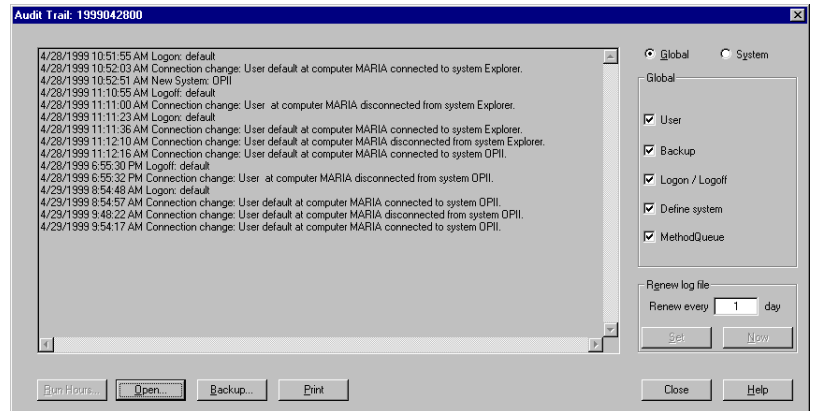 Audit Trail: 1999042800
4/28/1999 10:51:55 AM Logon: default
4/28/1999 10:52:03 AM Connection change: User default at computer MARIA connected to system Explorer.
4/28/1999 10:52:51 AM New System: OPII
4/28/1999 11:10:55 AM Logoff: default
4/28/1999 11:11:00 AM Connection change: User  at computer MARIA disconnected from system Explorer.
4/28/1999 11:11:23 AM Logon: default
4/28/1999 11:11:36 AM Connection change: User default at computer MARIA connected to system Explorer.
4/28/1999 11:12:10 AM Connection change: User default at computer MARIA disconnected from system Explorer.
4/28/1999 11:12:16 AM Connection change: User default at computer MARIA connected to system OPII.
4/28/1999 6:55:30 PM Logoff: default
4/28/1999 6:55:32 PM Connection change: User  at computer MARIA disconnected from system OPII.
4/29/1999 8:54:48 AM Logon: default
4/29/1999 8:54:57 AM Connection change: User default at computer MARIA connected to system OPII.
4/29/1999 9:48:22 AM Connection change: User default at computer MARIA disconnected from system OPII.
4/29/1999 9:54:17 AM Connection change: User default at computer MARIA connected to system OPII.
Global System
Global
User
Backup
Logon / Logoff
Define system
MethodQueue
Renew log file
Renew every 1 day
Set Now
Run Hours... Open... Backup... Print Close Help